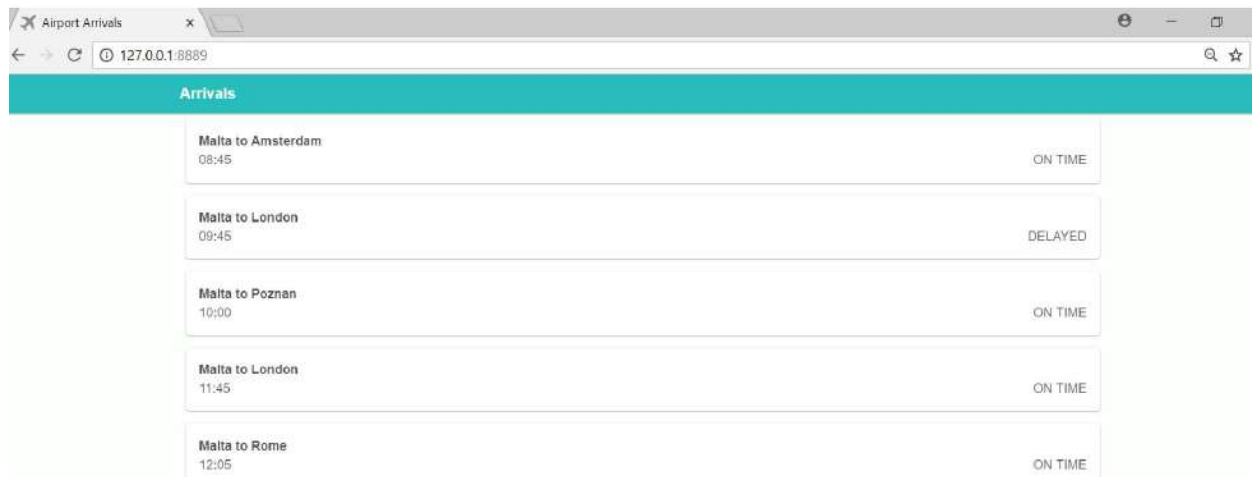 Airport Arrivals
127.0.0.1:8889
Arrivals
Malta to Amsterdam
08:45 ON TIME
Malta to London
09:45 DELAYED
Malta to Poznan
10:00 ON TIME
Malta to London
11:45 ON TIME
Malta to Rome
12:05 ON TIME